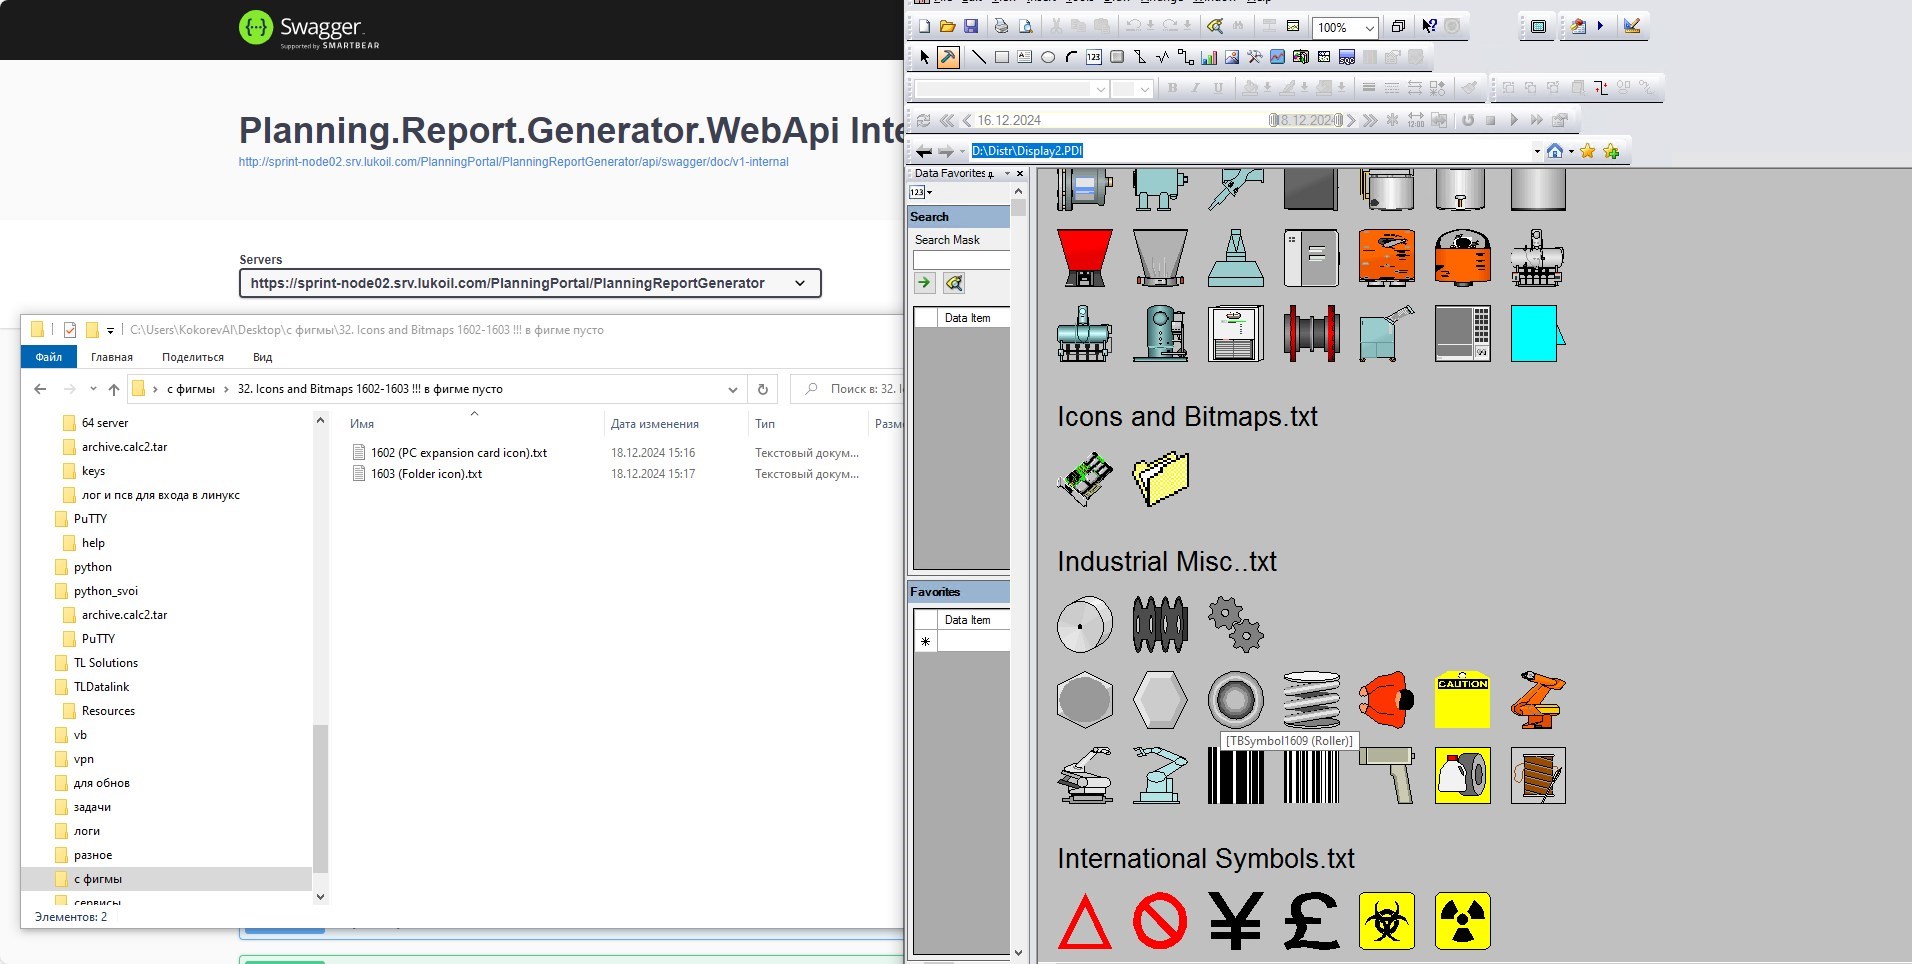 Swagger.
Supported by SMARTBEAR
Planning.Report.Generator.WebApi Inte
http://sprint-node02.srv.lukoil.com/PlanningPortal/PlanningReportGenerator/api/swagger/doc/v1-internal
Servers
https://sprint-node02.srv.lukoil.com/PlanningPortal/PlanningReportGenerator
C:\Users\KokorevAI\Desktop\с фигмы\32. Icons and Bitmaps 1602-1603 !!! в фигме пусто
Файл
Главная
Поделиться
Вид
с фигмы
32. Icons and Bitmaps 1602-1603 !!! в фигме пусто
Поиск в: 32. I
64 server
archive.calc2.tar
keys
лог и псв для входа в линукс
PuTTY
help
python
python_svoi
archive.calc2.tar
PuTTY
TL Solutions
TLDatalink
Resources
vb
vpn
для обнов
задачи
логи
разное
с фигмы
сервисы
Имя
Дата изменения
Тип
Разм
1602 (PC expansion card icon).txt
18.12.2024 15:16
Текстовый докум...
1603 (Folder icon).txt
18.12.2024 15:17
Текстовый докум...
Элементов: 2
100%
123
SQC
B I U
12:00
16.12.2024
18.12.2024
D:\Distr\Display2.PDI
Data Favorites
123
Search
Search Mask
Data Item
Favorites
Data Item
Icons and Bitmaps.txt
Industrial Misc..txt
CAUTION
[TBSymbol1609 (Roller)]
International Symbols.txt
¥
£